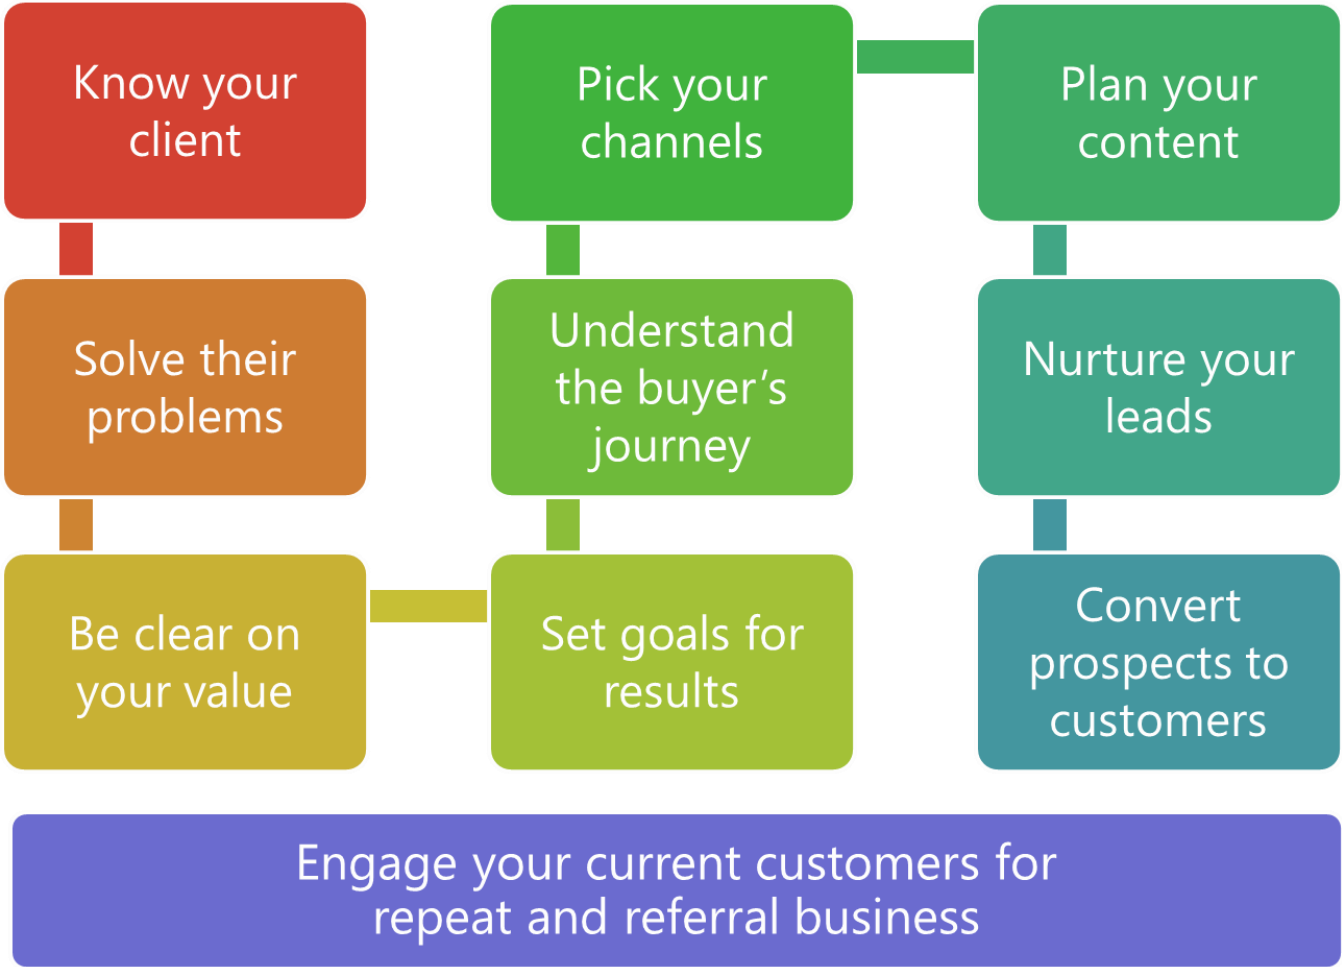 Know your
client
Solve their
problems
Be clear on
your value
Set goals for
results
Understand
the buyer’s
journey
Pick your
channels
Plan your
content
Nurture your
leads
Convert
prospects to
customers
Engage your current customers for
repeat and referral business